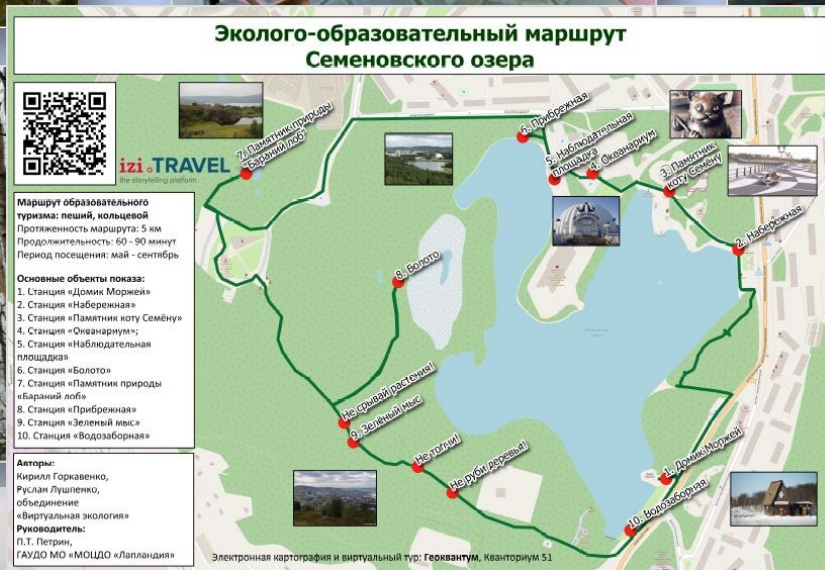 Эколого-образовательный маршрут
Семеновского озера
izi.TRAVEL
the storytelling platform
Маршрут образовательного
туризма: пеший, кольцевой
Протяженность маршрута: 5 км
Продолжительность: 60 - 90 минут
Период посещения: май - сентябрь
Основные объекты показа:
1. Станция «Домик Моржей»
2. Станция «Набережная»
3. Станция «Памятник коту Семёну»
4. Станция «Океанариум»;
5. Станция «Наблюдательная
площадка»
6. Станция «Болото»
7. Станция «Памятник природы
«Бараний лоб»
8. Станция «Прибрежная»
9. Станция «Зеленый мыс»
10. Станция «Водозаборная»
Авторы:
Кирилл Горкавенко,
Руслан Лушпенко,
объединение
«Виртуальная экология»
Руководитель:
П.Т. Петрин,
ГАУДО МО «МОЦДО «Лапландия»
7. Памятник природы
"Бараний лоб"
6. Прибрежная
5. Наблюдательная
площадка
4. Океанариум
3. Памятник
коту Семёну
2. Набережная
8. Болото
Не срывай растения!
9. Зелёный мыс
Не топчи!
Не руби деревья!
1. Домик Моржей
10. Водозаборная
Электронная картография и виртуальный тур: Геоквантум, Кванториум 51